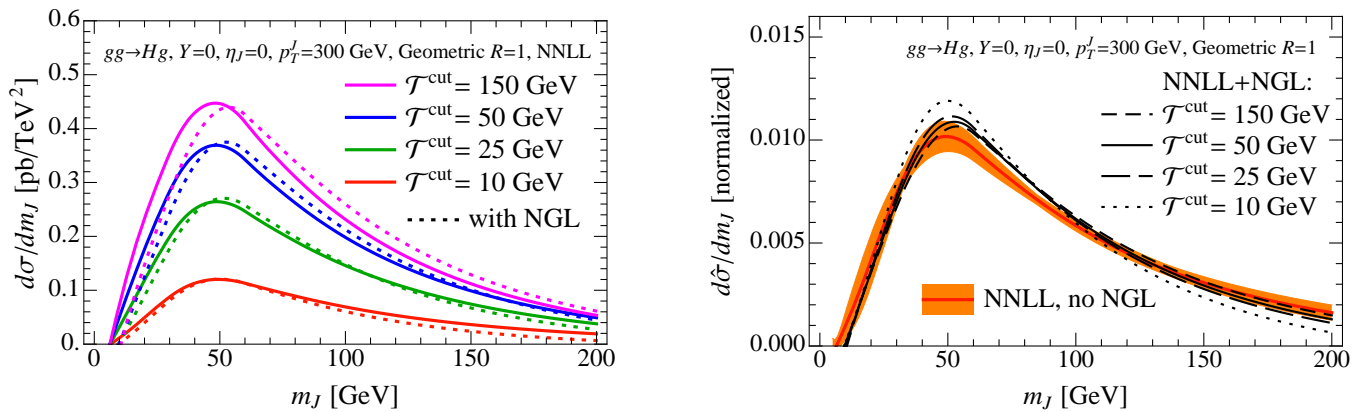 gg→Hg, Y=0, η_J=0, p_T^J=300 GeV, Geometric R=1, NNLL
𝒯^cut = 150 GeV
𝒯^cut = 50 GeV
𝒯^cut = 25 GeV
𝒯^cut = 10 GeV
with NGL
dσ/dm_J [pb/TeV²]
0.6
0.5
0.4
0.3
0.2
0.1
0.
0 50 100 150 200
m_J [GeV]
gg→Hg, Y=0, η_J=0, p_T^J=300 GeV, Geometric R=1
NNLL+NGL:
𝒯^cut = 150 GeV
𝒯^cut = 50 GeV
𝒯^cut = 25 GeV
𝒯^cut = 10 GeV
NNLL, no NGL
dσ̂/dm_J [normalized]
0.015
0.010
0.005
0.000
0 50 100 150 200
m_J [GeV]